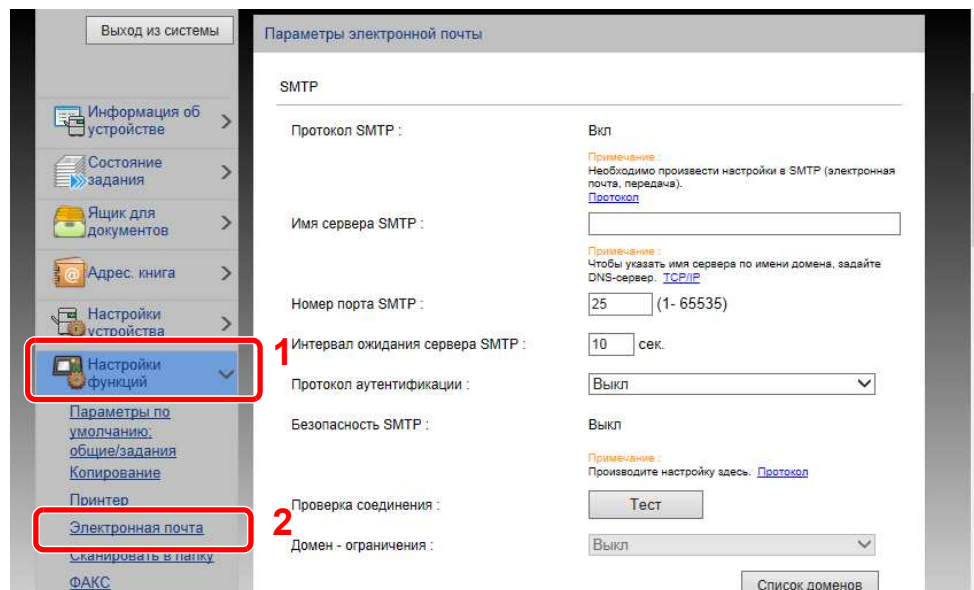 Выход из системы
Информация об
устройстве
Состояние
задания
Ящик для
документов
Адрес. книга
Настройки
устройства
Настройки
функций
1
Параметры по
умолчанию:
общие/задания
Копирование
Принтер
Электронная почта
2
Сканировать в папку
ФАКС
Параметры электронной почты
SMTP
Протокол SMTP : Вкл
Примечание :
Необходимо произвести настройки в SMTP (электронная
почта, передача).
Протокол
Имя сервера SMTP :
Примечание :
Чтобы указать имя сервера по имени домена, задайте
DNS-сервер. TCP/IP
Номер порта SMTP : 25 (1- 65535)
Интервал ожидания сервера SMTP : 10 сек.
Протокол аутентификации : Выкл
Безопасность SMTP : Выкл
Примечание :
Производите настройку здесь. Протокол
Проверка соединения : Тест
Домен - ограничения : Выкл
Список доменов